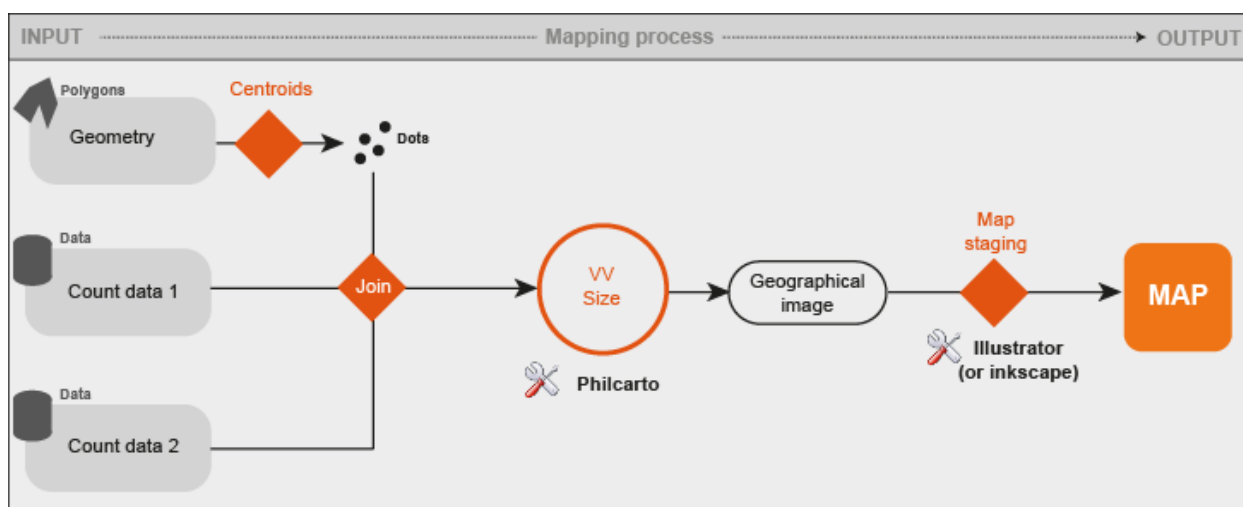 INPUT
Mapping process
OUTPUT
Polygons
Centroids
Geometry
Dots
Data
Count data 1
Join
VV
Size
Philcarto
Geographical
image
Map
staging
Illustrator
(or inkscape)
MAP
Data
Count data 2